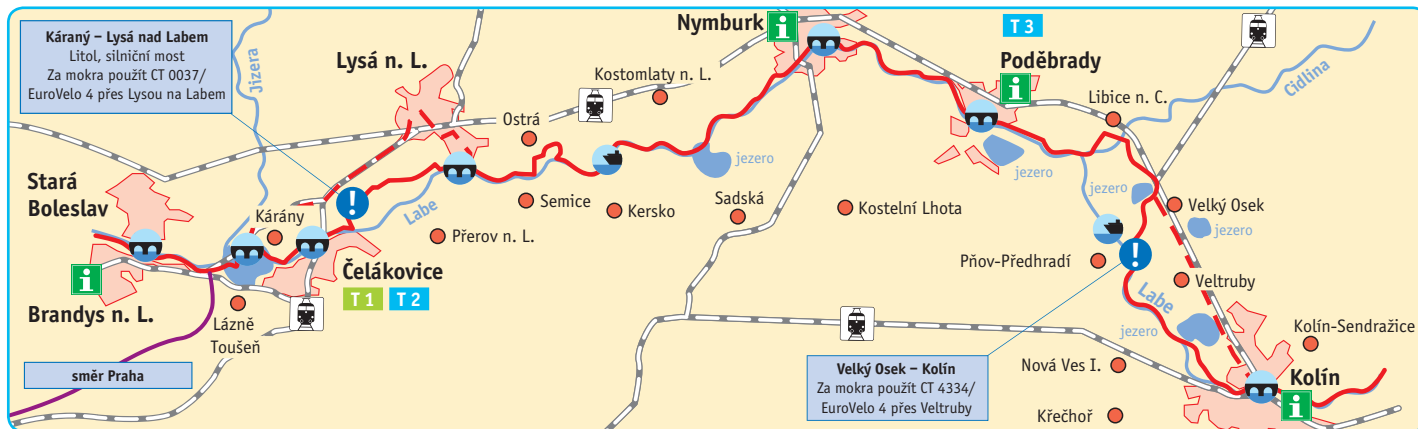 Káraný – Lysá nad Labem
Litol, silniční most
Za mokra použít CT 0037/
EuroVelo 4 přes Lysou na Labem
Jizera
Lysá n. L.
Nymburk
i
T 3
Poděbrady
i
Kostomlaty n. L.
Ostrá
Libice n. C.
Cidlina
jezero
jezero
jezero
Stará
Boleslav
Kárány
!
Labe
Semice
Kersko
Sadská
Kostelní Lhota
Velký Osek
jezero
Přerov n. L.
Čelákovice
T 1
T 2
i
Brandys n. L.
Lázně
Toušeň
Pňov-Předhradí
!
Veltruby
Labe
jezero
Kolín-Sendražice
směr Praha
Velký Osek – Kolín
Za mokra použít CT 4334/
EuroVelo 4 přes Veltruby
Nová Ves I.
Kolín
i
Křečhoř